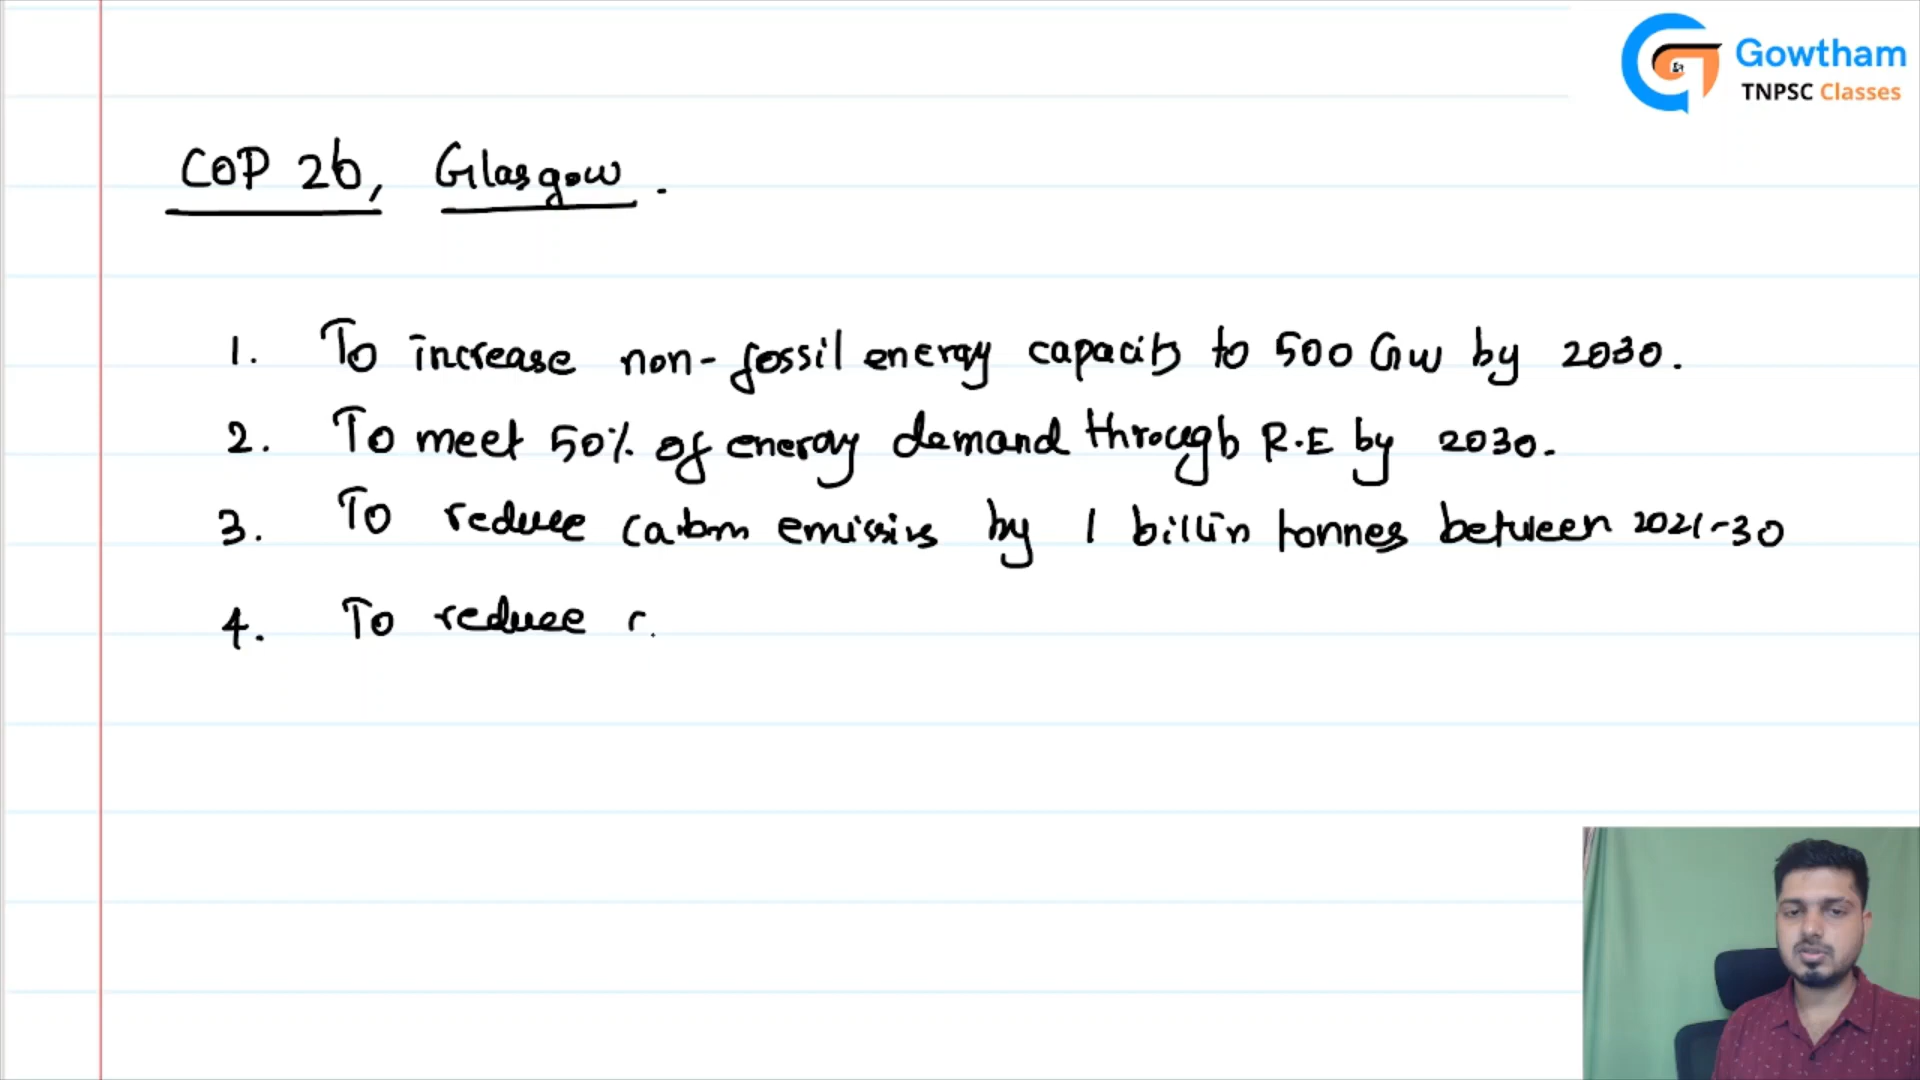 Gowtham
TNPSC Classes
COP 26, Glasgow.
1. To increase non-fossil energy capacity to 500 GW by 2030.
2. To meet 50% of energy demand through R.E by 2030.
3. To reduce carbon emissions by 1 billion tonnes between 2021-30
4. To reduce